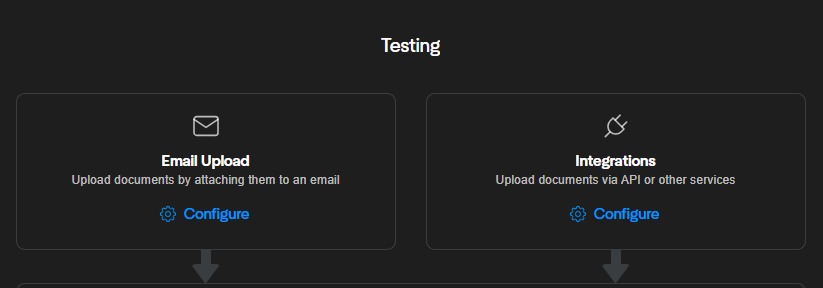 Testing
Email Upload
Upload documents by attaching them to an email
Configure
Integrations
Upload documents via API or other services
Configure